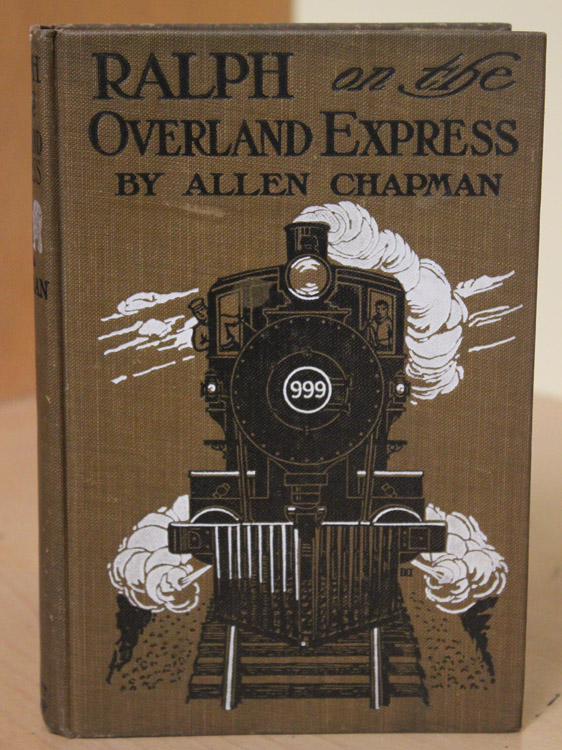 RALPH on the
OVERLAND EXPRESS
BY ALLEN CHAPMAN
999